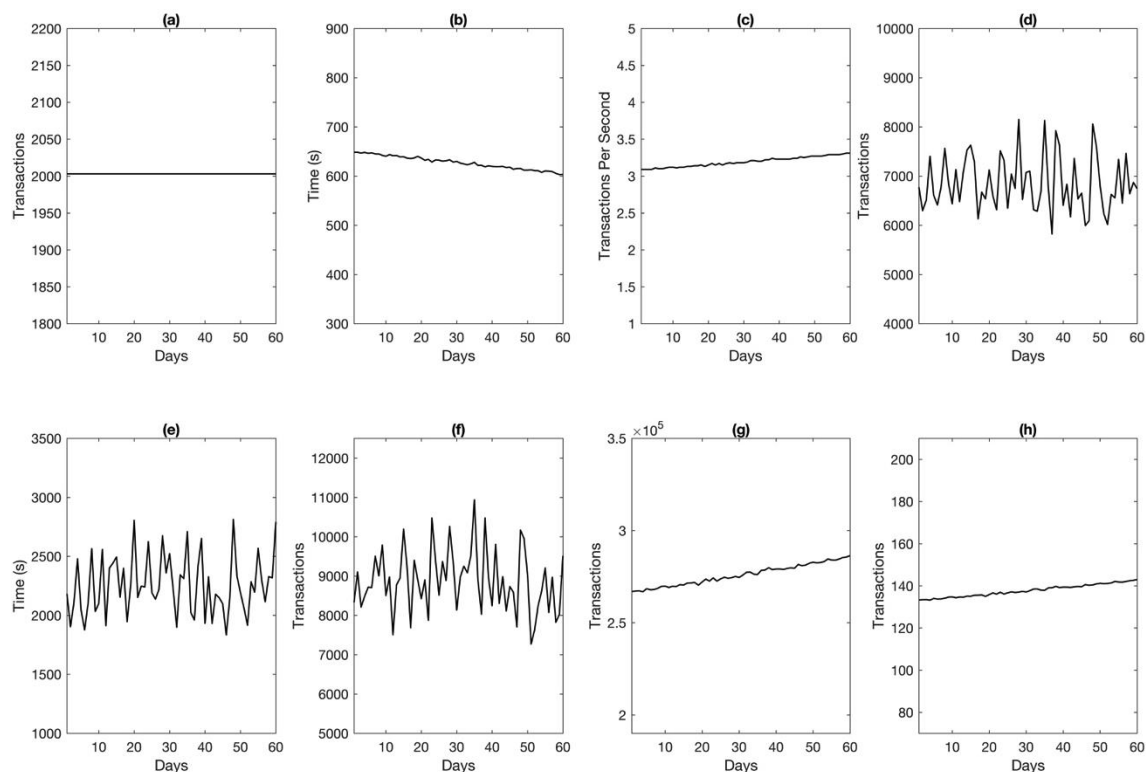 (a)
2200
2150
2100
2050
2000
1950
1900
1850
1800
Transactions
10 20 30 40 50 60
Days
(b)
900
800
700
600
500
400
300
Time (s)
10 20 30 40 50 60
Days
(c)
5
4.5
4
3.5
3
2.5
2
1.5
1
Transactions Per Second
10 20 30 40 50 60
Days
(d)
10000
9000
8000
7000
6000
5000
4000
Transactions
10 20 30 40 50 60
Days
(e)
3500
3000
2500
2000
1500
1000
Time (s)
10 20 30 40 50 60
Days
(f)
12000
11000
10000
9000
8000
7000
6000
5000
Transactions
10 20 30 40 50 60
Days
(g)
×10⁵
3.5
3
2.5
2
Transactions
10 20 30 40 50 60
Days
(h)
200
180
160
140
120
100
80
Transactions
10 20 30 40 50 60
Days